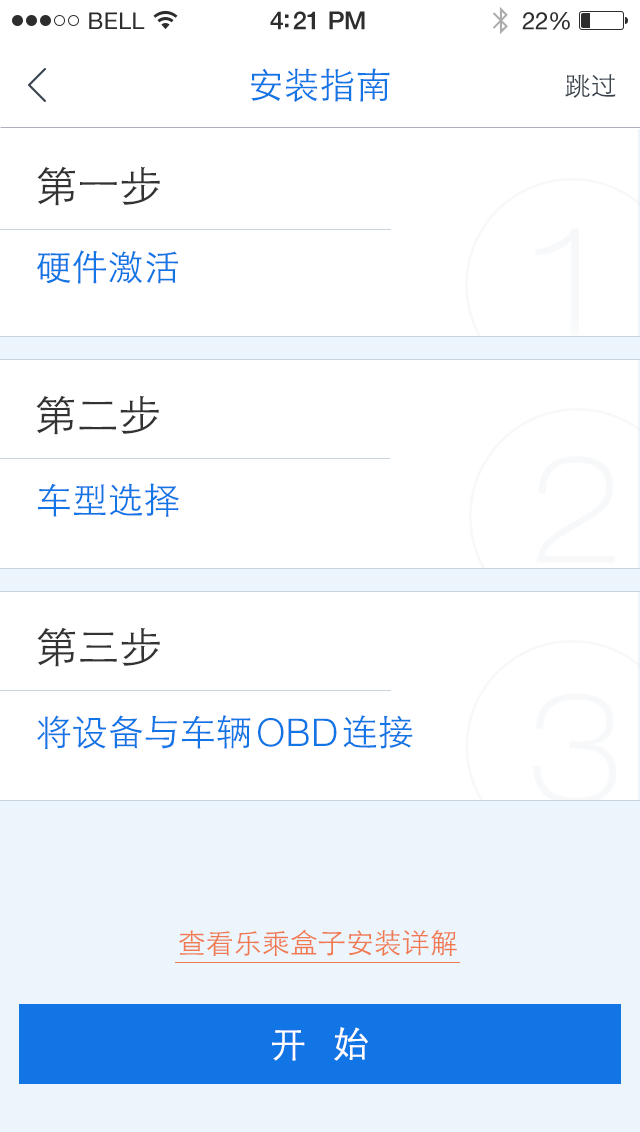 BELL 4:21 PM 22%
安装指南 跳过
第一步
1
硬件激活
第二步
2
车型选择
第三步
3
将设备与车辆OBD连接
查看乐乘盒子安装详解
开 始